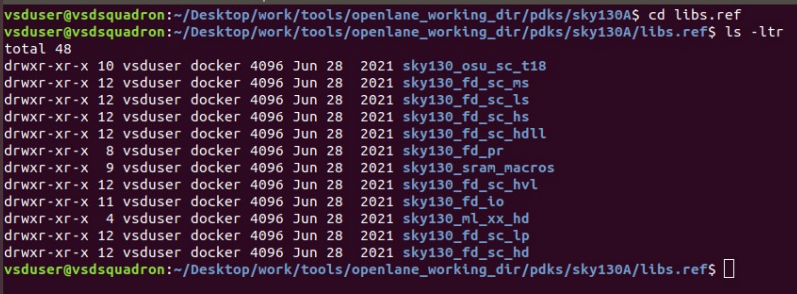 vsduser@vsdsquadron:~/Desktop/work/tools/openlane_working_dir/pdks/sky130A$ cd libs.ref
vsduser@vsdsquadron:~/Desktop/work/tools/openlane_working_dir/pdks/sky130A/libs.ref$ ls -ltr
total 48
drwxr-xr-x 10 vsduser docker 4096 Jun 28  2021 sky130_osu_sc_t18
drwxr-xr-x 12 vsduser docker 4096 Jun 28  2021 sky130_fd_sc_ms
drwxr-xr-x 12 vsduser docker 4096 Jun 28  2021 sky130_fd_sc_ls
drwxr-xr-x 12 vsduser docker 4096 Jun 28  2021 sky130_fd_sc_hs
drwxr-xr-x 12 vsduser docker 4096 Jun 28  2021 sky130_fd_sc_hdll
drwxr-xr-x  8 vsduser docker 4096 Jun 28  2021 sky130_fd_pr
drwxr-xr-x  9 vsduser docker 4096 Jun 28  2021 sky130_sram_macros
drwxr-xr-x 12 vsduser docker 4096 Jun 28  2021 sky130_fd_sc_hvl
drwxr-xr-x 11 vsduser docker 4096 Jun 28  2021 sky130_fd_io
drwxr-xr-x  4 vsduser docker 4096 Jun 28  2021 sky130_ml_xx_hd
drwxr-xr-x 12 vsduser docker 4096 Jun 28  2021 sky130_fd_sc_lp
drwxr-xr-x 12 vsduser docker 4096 Jun 28  2021 sky130_fd_sc_hd
vsduser@vsdsquadron:~/Desktop/work/tools/openlane_working_dir/pdks/sky130A/libs.ref$